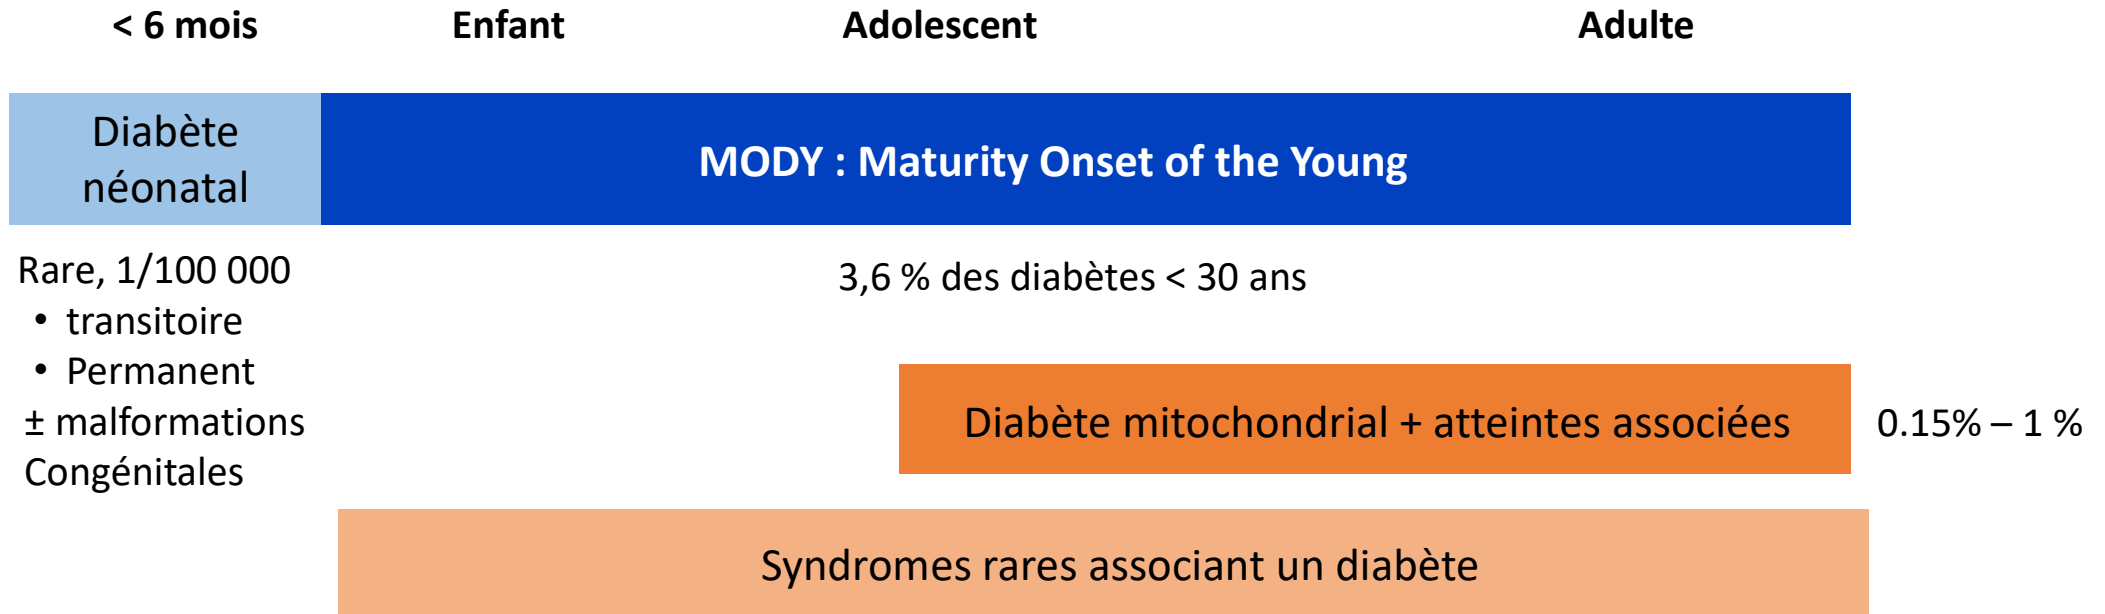 < 6 mois
Enfant
Adolescent
Adulte
Diabète
néonatal
MODY : Maturity Onset of the Young
Rare, 1/100 000
• transitoire
• Permanent
± malformations
Congénitales
3,6 % des diabètes < 30 ans
Diabète mitochondrial + atteintes associées
0.15% – 1 %
Syndromes rares associant un diabète